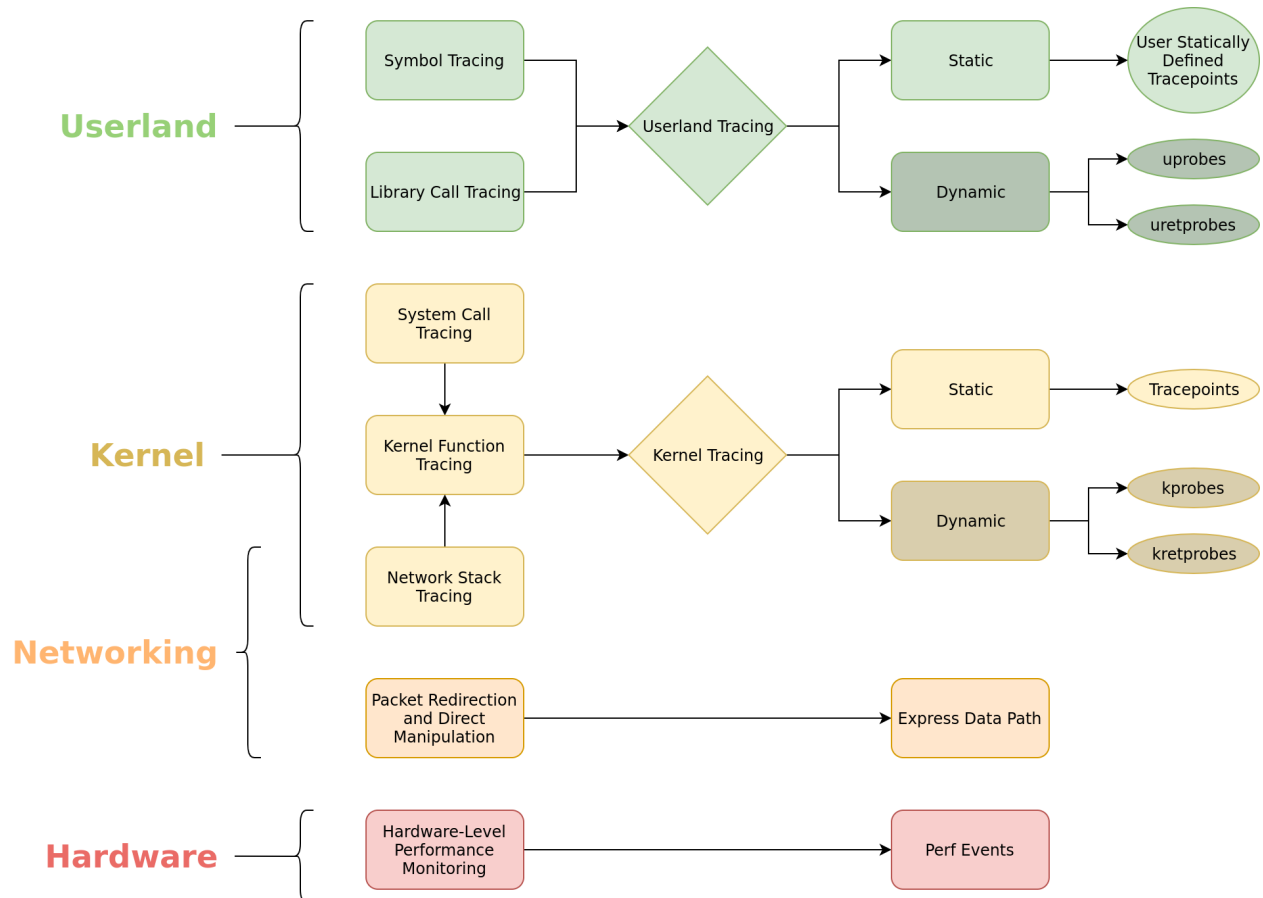 Userland
Symbol Tracing
Library Call Tracing
Userland Tracing
Static
Dynamic
User Statically
Defined
Tracepoints
uprobes
uretprobes
Kernel
System Call
Tracing
Kernel Function
Tracing
Network Stack
Tracing
Kernel Tracing
Static
Dynamic
Tracepoints
kprobes
kretprobes
Networking
Packet Redirection
and Direct
Manipulation
Express Data Path
Hardware
Hardware-Level
Performance
Monitoring
Perf Events